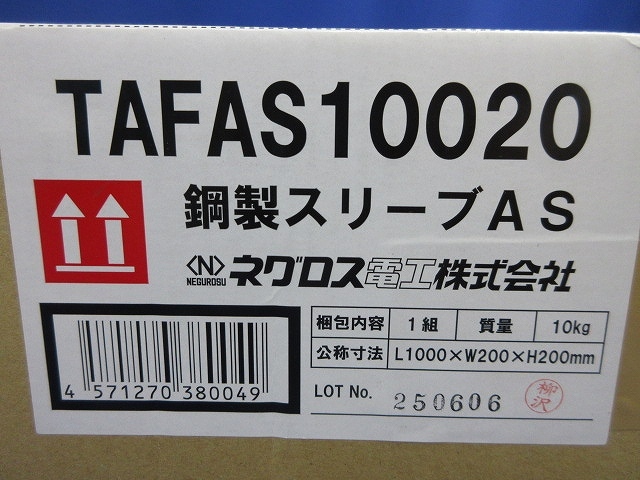 TAFAS10020
鋼製スリーブAS
<N>
NEGUROSU
ネグロス電工株式会社
梱包内容 1組 質量 10kg
公称寸法 L1000×W200×H200mm
4 571270 380049
LOT No. 250606
柳沢